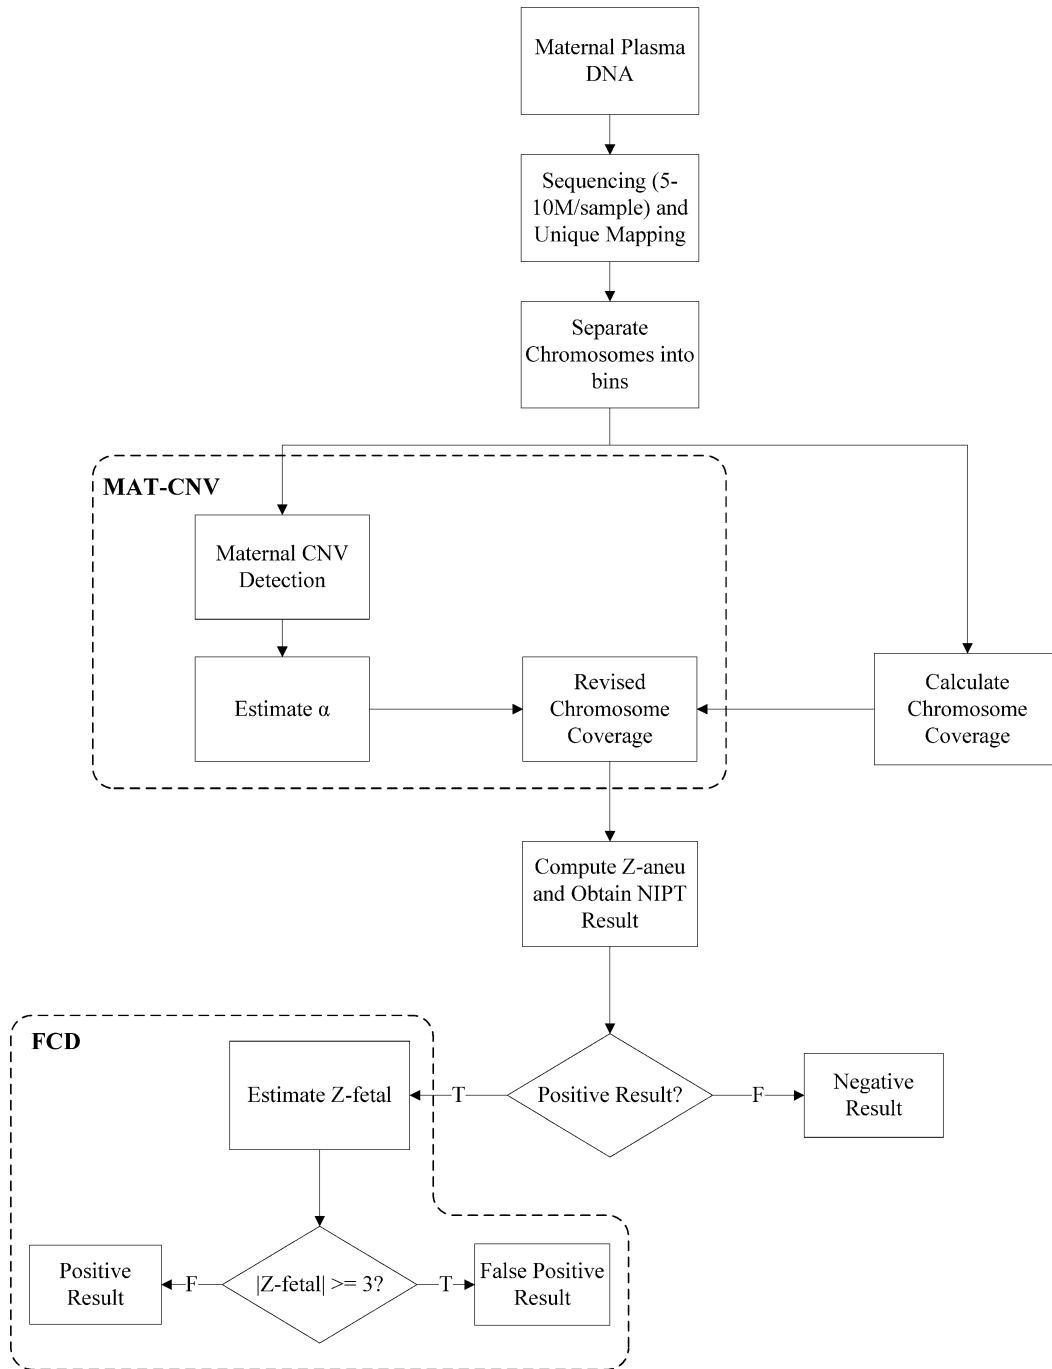 Maternal Plasma
DNA
Sequencing (5-
10M/sample) and
Unique Mapping
Separate
Chromosomes into
bins
MAT-CNV
Maternal CNV
Detection
Estimate α
Revised
Chromosome
Coverage
Calculate
Chromosome
Coverage
Compute Z-aneu
and Obtain NIPT
Result
FCD
Estimate Z-fetal
T
Positive Result?
F
Negative
Result
Positive
Result
F
|Z-fetal| >= 3?
T
False Positive
Result